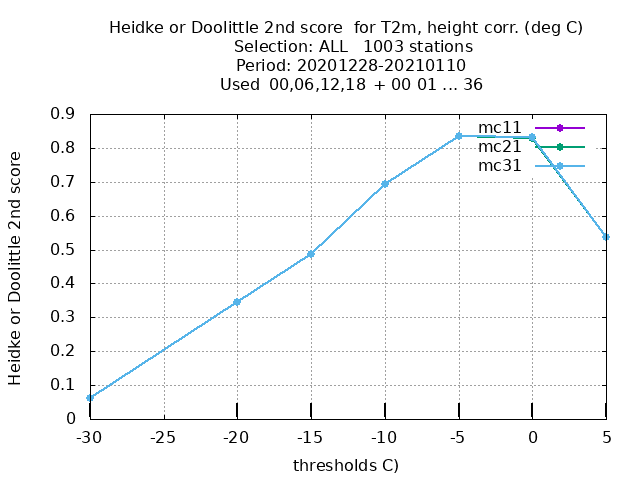 Heidke or Doolittle 2nd score  for T2m, height corr. (deg C)
Selection: ALL   1003 stations
Period: 20201228-20210110
Used  00,06,12,18  + 00 01 ... 36
Heidke or Doolittle 2nd score
0.9
0.8
0.7
0.6
0.5
0.4
0.3
0.2
0.1
0
mc11
mc21
mc31
-30 -25 -20 -15 -10 -5 0 5
thresholds C)